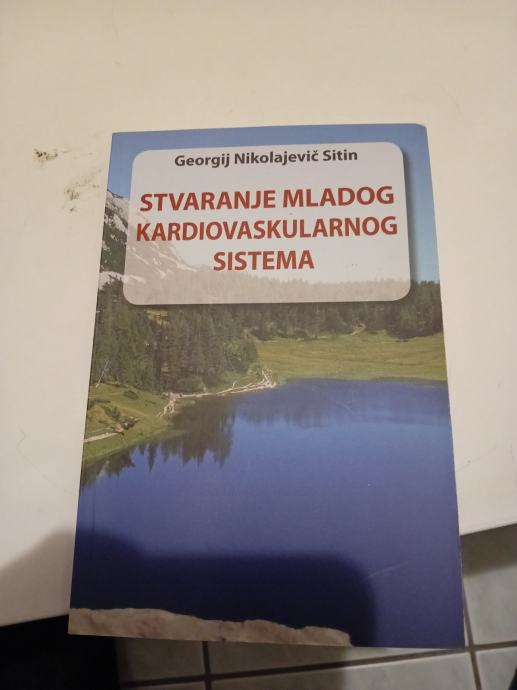 Georgij Nikolajevič Sitin
STVARANJE MLADOG
KARDIOVASKULARNOG
SISTEMA